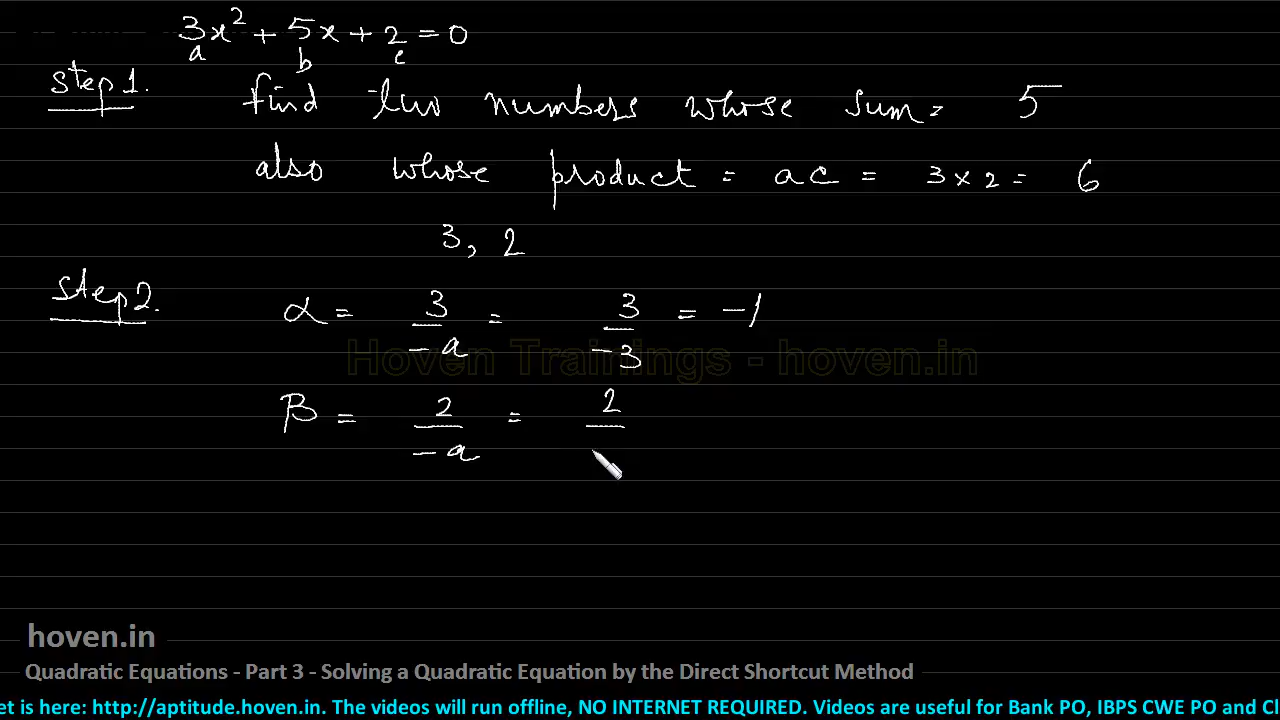 3x² + 5x + 2 = 0
a b c
Step 1. find two numbers whose sum = 5
also whose product = ac = 3 × 2 = 6
3, 2
Step 2. α = 3/-a = 3/-3 = -1
Hoven Trainings - hoven.in
β = 2/-a = 2/
hoven.in
Quadratic Equations - Part 3 - Solving a Quadratic Equation by the Direct Shortcut Method
et is here: http://aptitude.hoven.in. The videos will run offline, NO INTERNET REQUIRED. Videos are useful for Bank PO, IBPS CWE PO and Cl